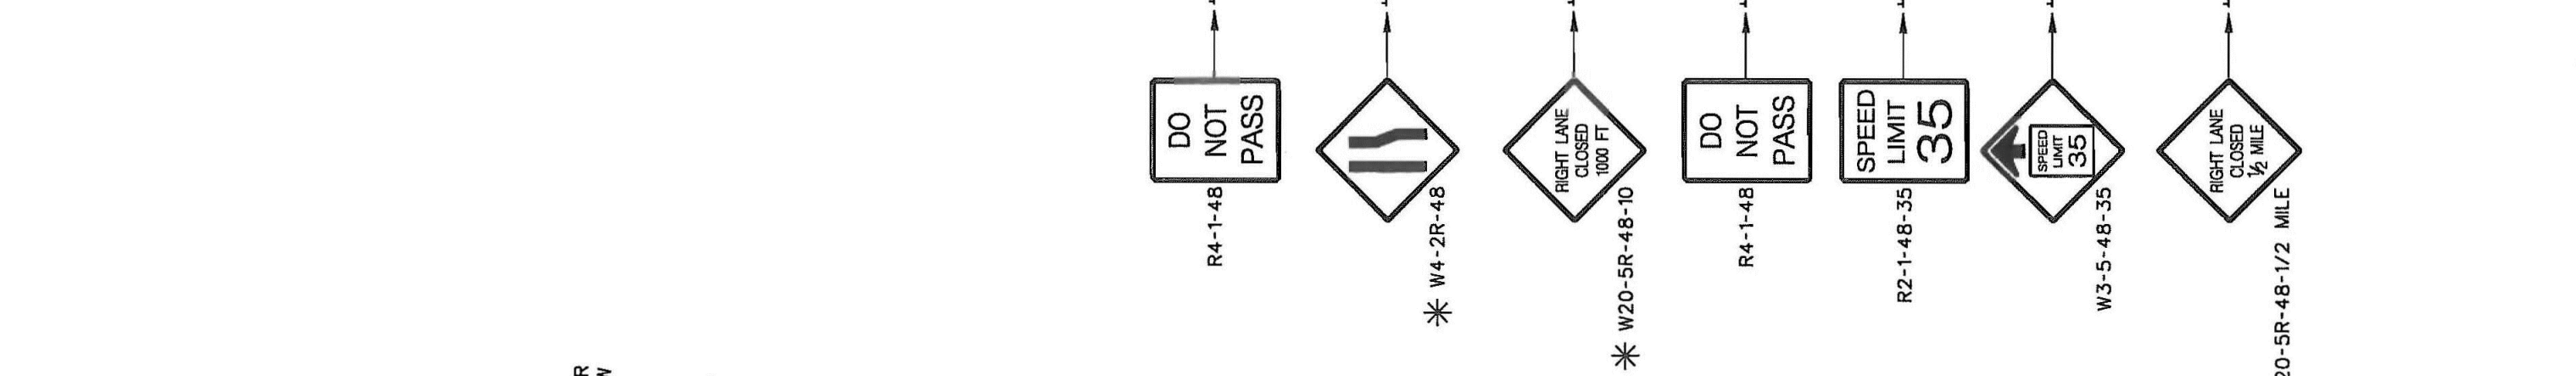 DO
NOT
PASS
R4-1-48
* W4-2R-48
RIGHT LANE
CLOSED
1000 FT
* W20-5R-48-10
DO
NOT
PASS
R4-1-48
SPEED
LIMIT
35
R2-1-48-35
SPEED
LIMIT
35
W3-5-48-35
RIGHT LANE
CLOSED
1/2 MILE
20-5R-48-1/2 MILE